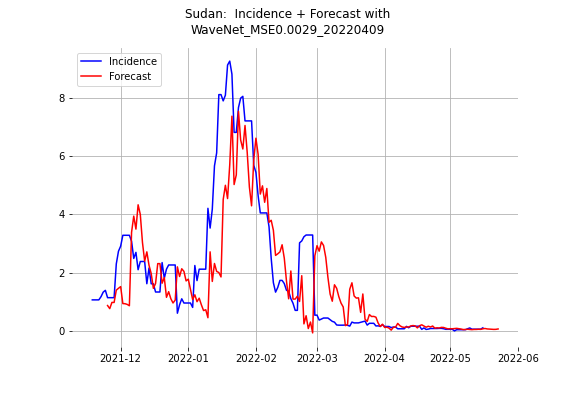 Sudan:  Incidence + Forecast with
WaveNet_MSE0.0029_20220409
Incidence
Forecast
8
6
4
2
0
2021-12 2022-01 2022-02 2022-03 2022-04 2022-05 2022-06